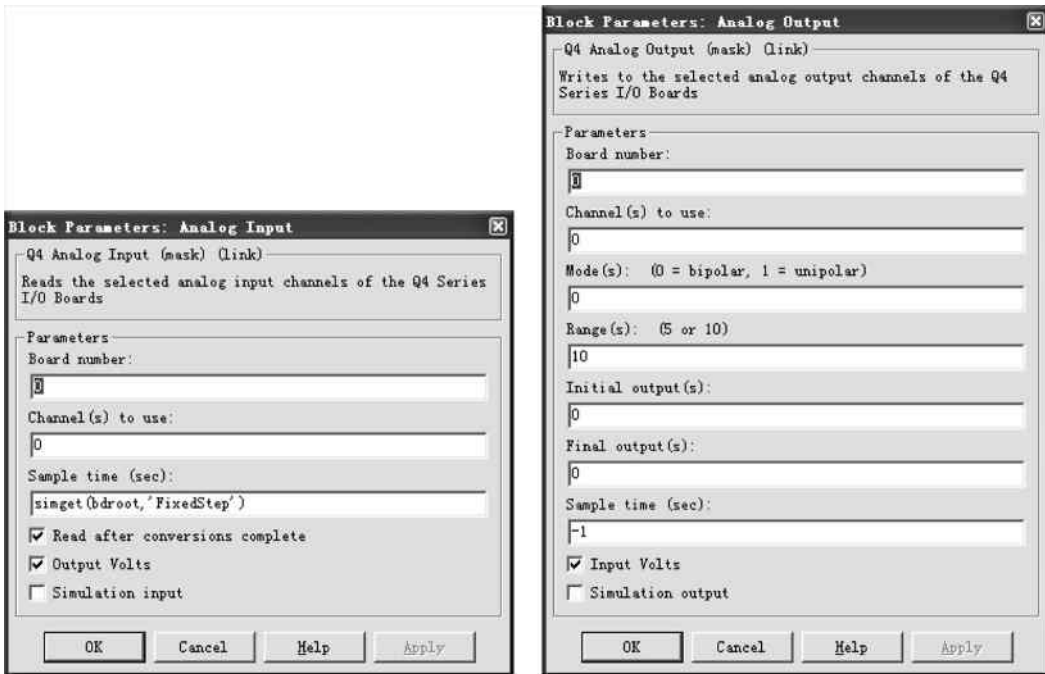 Block Parameters: Analog Input
Q4 Analog Input (mask) (link)
Reads the selected analog input channels of the Q4 Series
I/O Boards
Parameters
Board number:
0
Channel(s) to use:
0
Sample time (sec):
simget(bdroot,'FixedStep')
Read after conversions complete
Output Volts
Simulation input
OK
Cancel
Help
Apply
Block Parameters: Analog Output
Q4 Analog Output (mask) (link)
Writes to the selected analog output channels of the Q4
Series I/O Boards
Parameters
Board number:
0
Channel(s) to use:
0
Mode(s): (0 = bipolar, 1 = unipolar)
0
Range(s): (5 or 10)
10
Initial output(s):
0
Final output(s):
0
Sample time (sec):
-1
Input Volts
Simulation output
OK
Cancel
Help
Apply